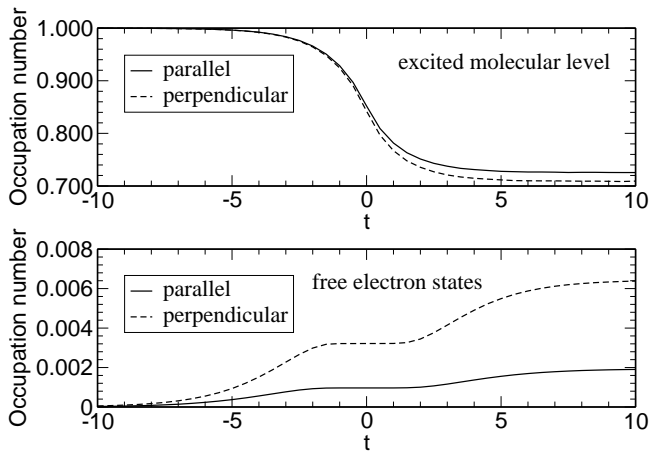 1.000
0.900
0.800
0.700
Occupation number
parallel
perpendicular
excited molecular level
-10 -5 0 5 10
t
0.008
0.006
0.004
0.002
0
Occupation number
parallel
perpendicular
free electron states
-10 -5 0 5 10
t